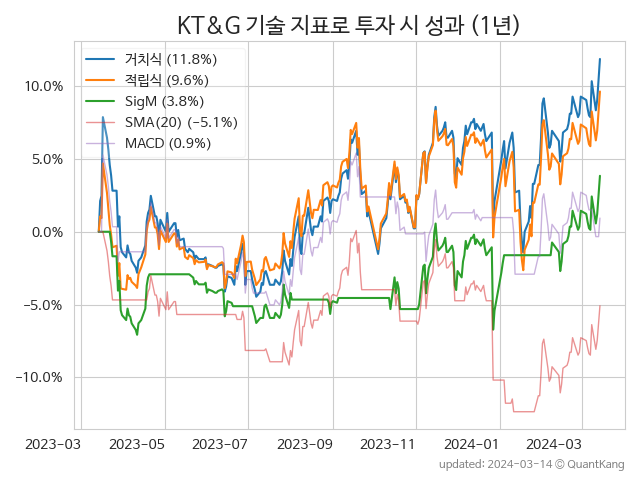 KT&G 기술 지표로 투자 시 성과 (1년)
거치식 (11.8%)
적립식 (9.6%)
SigM (3.8%)
SMA(20) (−5.1%)
MACD (0.9%)
10.0%
5.0%
0.0%
−5.0%
−10.0%
2023-03
2023-05
2023-07
2023-09
2023-11
2024-01
2024-03
updated: 2024-03-14 © QuantKang